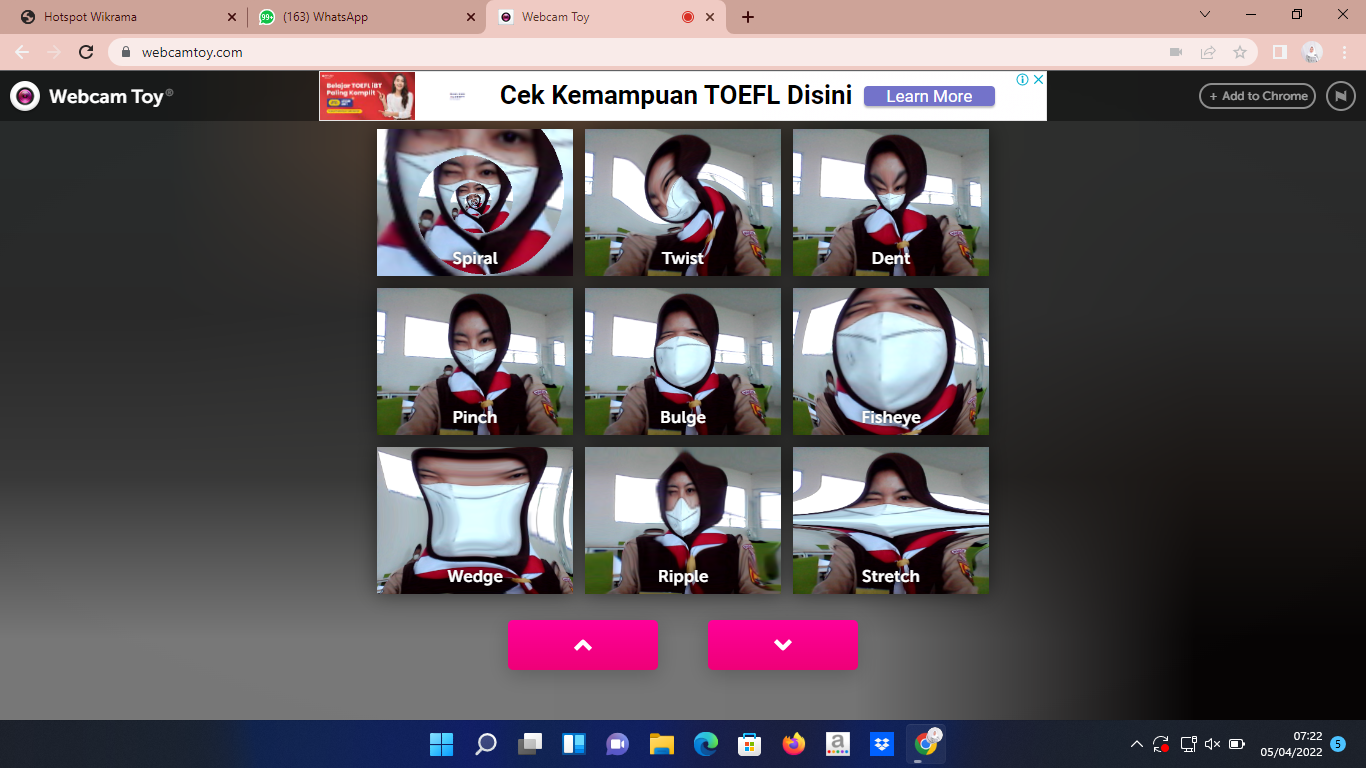 Hotspot Wikrama
99+
(163) WhatsApp
Webcam Toy
webcamtoy.com
Webcam Toy®
Belajar TOEFL iBT
Paling Komplit
Cek Kemampuan TOEFL Disini
Learn More
+ Add to Chrome
Spiral
Twist
Dent
Pinch
Bulge
Fisheye
Wedge
Ripple
Stretch
a
07:22
05/04/2022
5